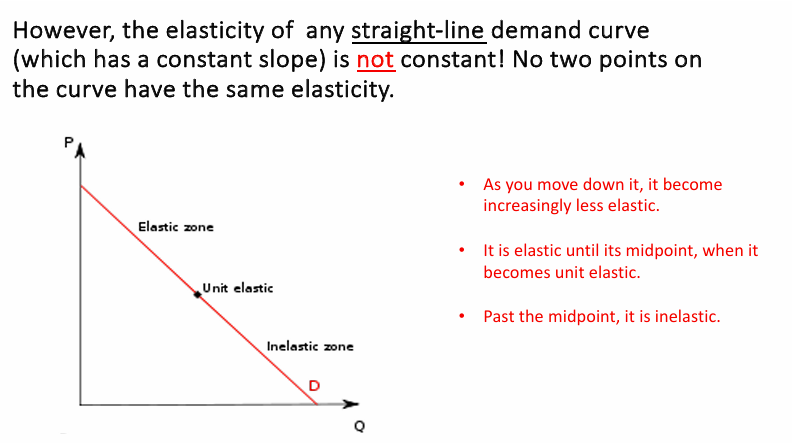 However, the elasticity of any straight-line demand curve
(which has a constant slope) is not constant! No two points on
the curve have the same elasticity.
P
Elastic zone
Unit elastic
Inelastic zone
D
Q
• As you move down it, it become
increasingly less elastic.
• It is elastic until its midpoint, when it
becomes unit elastic.
• Past the midpoint, it is inelastic.